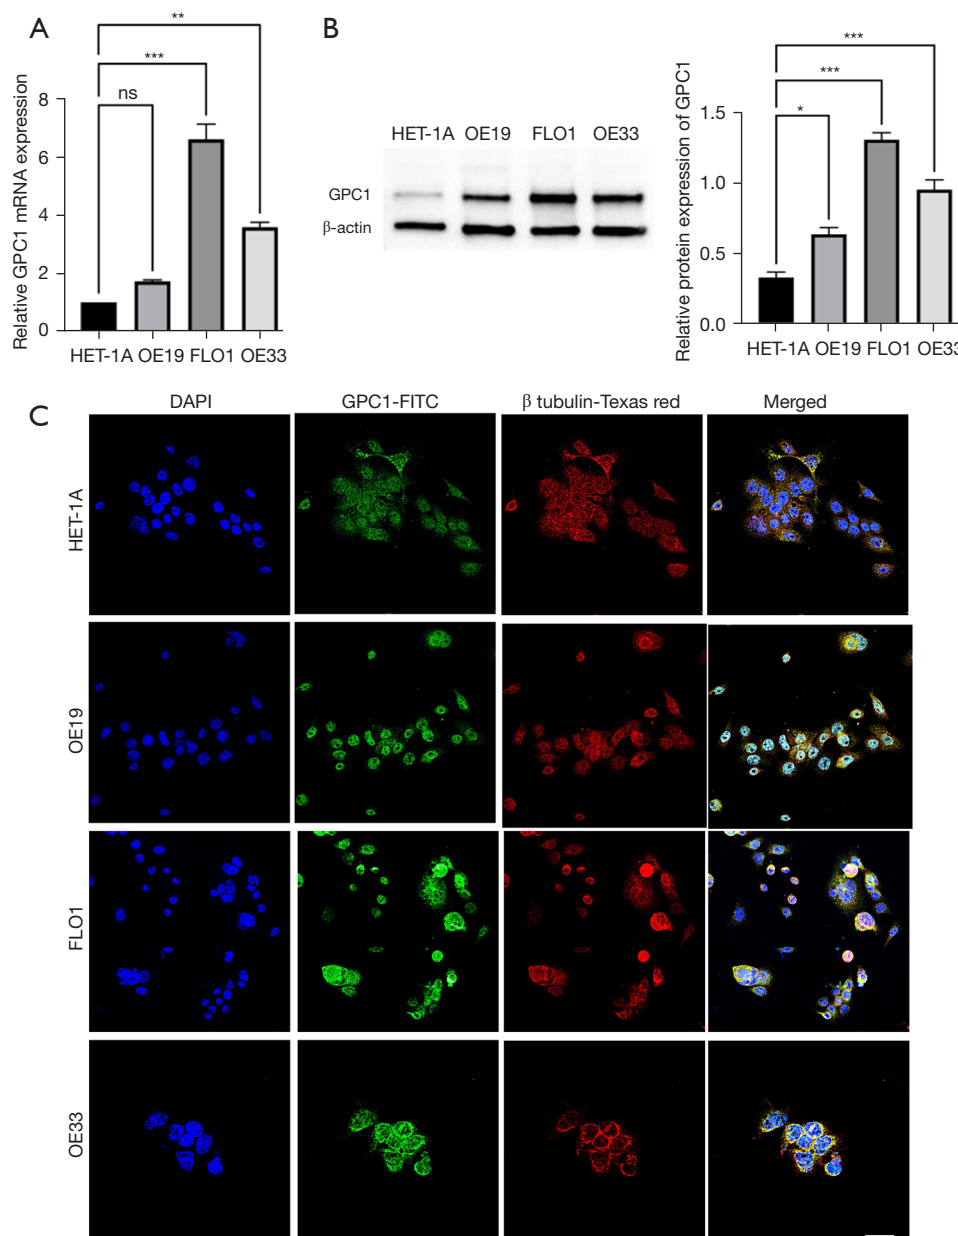 A
**
***
ns
Relative GPC1 mRNA expression
8
6
4
2
0
HET-1A OE19 FLO1 OE33
B
HET-1A OE19 FLO1 OE33
GPC1
β-actin
***
***
*
Relative protein expression of GPC1
1.5
1.0
0.5
0.0
HET-1A OE19 FLO1 OE33
C
DAPI GPC1-FITC β tubulin-Texas red Merged
HET-1A
OE19
FLO1
OE33